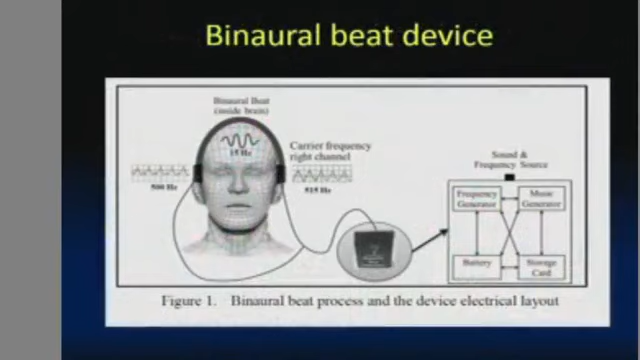 Binaural beat device
Binaural Beat
(inside brain)
15 Hz
Carrier frequency
right channel
500 Hz
515 Hz
Sound &
Frequency Source
Frequency
Generator
Music
Generator
Battery
Storage
Card
Figure 1. Binaural beat process and the device electrical layout